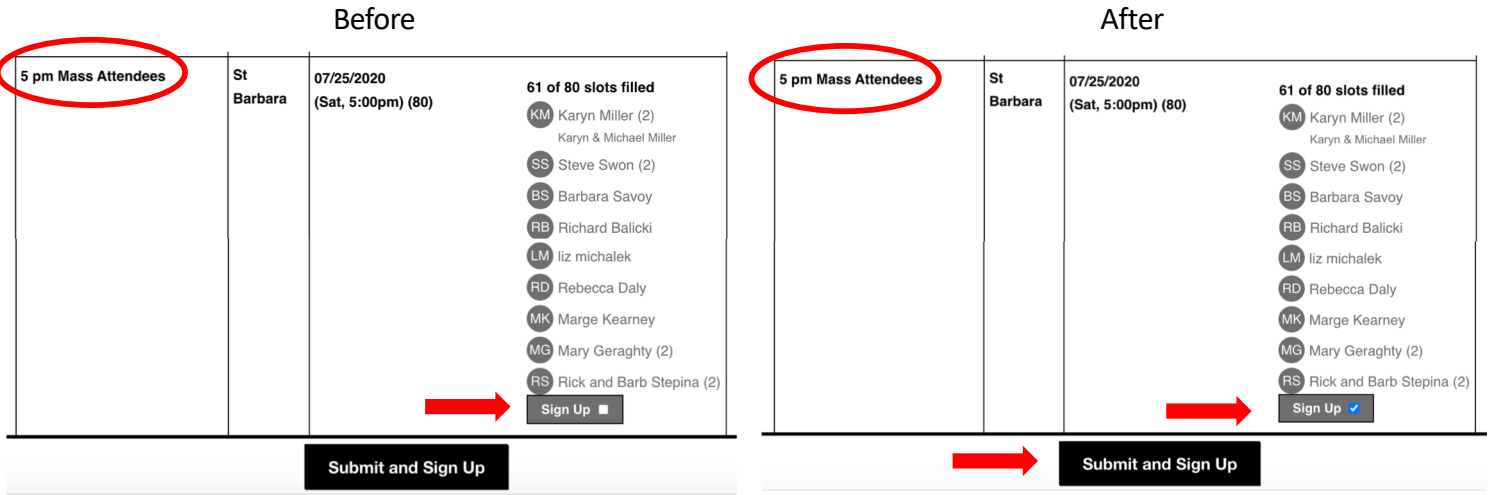 Before
5 pm Mass Attendees
St
Barbara
07/25/2020
(Sat, 5:00pm) (80)
61 of 80 slots filled
KM Karyn Miller (2)
Karyn & Michael Miller
SS Steve Swon (2)
BS Barbara Savoy
RB Richard Balicki
LM liz michalek
RD Rebecca Daly
MK Marge Kearney
MG Mary Geraghty (2)
RS Rick and Barb Stepina (2)
Sign Up
Submit and Sign Up
After
5 pm Mass Attendees
St
Barbara
07/25/2020
(Sat, 5:00pm) (80)
61 of 80 slots filled
KM Karyn Miller (2)
Karyn & Michael Miller
SS Steve Swon (2)
BS Barbara Savoy
RB Richard Balicki
LM liz michalek
RD Rebecca Daly
MK Marge Kearney
MG Mary Geraghty (2)
RS Rick and Barb Stepina (2)
Sign Up
Submit and Sign Up